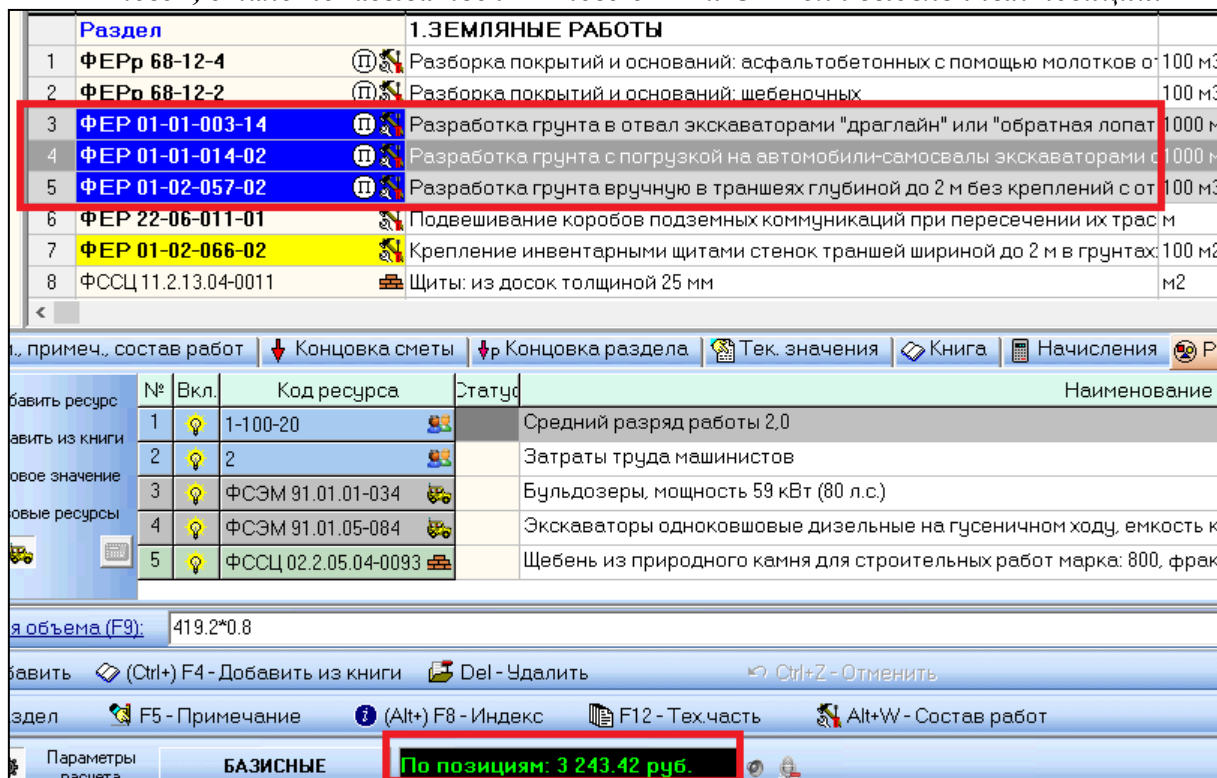 Раздел 1.ЗЕМЛЯНЫЕ РАБОТЫ
1 ФЕРр 68-12-4 П Разборка покрытий и оснований: асфальтобетонных с помощью молотков 100 м3
2 ФЕРр 68-12-2 П Разборка покрытий и оснований: щебеночных 100 м3
3 ФЕР 01-01-003-14 П Разработка грунта в отвал экскаваторами "драглайн" или "обратная лопат 1000 м
4 ФЕР 01-01-014-02 П Разработка грунта с погрузкой на автомобили-самосвалы экскаваторами с 1000 м
5 ФЕР 01-02-057-02 П Разработка грунта вручную в траншеях глубиной до 2 м без креплений с от 100 м3
6 ФЕР 22-06-011-01 Подвешивание коробов подземных коммуникаций при пересечении их трас м
7 ФЕР 01-02-066-02 Крепление инвентарными щитами стенок траншей шириной до 2 м в грунтах: 100 м2
8 ФССЦ 11.2.13.04-0011 Щиты: из досок толщиной 25 мм м2
<
., примеч., состав работ Концовка сметы р Концовка раздела Тек. значения Книга Начисления Р
№ Вкл. Код ресурса Статус Наименование
бавить ресурс
1 1-100-20 Средний разряд работы 2,0
авить из книги
2 2 Затраты труда машинистов
овое значение
3 ФСЭМ 91.01.01-034 Бульдозеры, мощность 59 кВт (80 л.с.)
овые ресурсы
4 ФСЭМ 91.01.05-084 Экскаваторы одноковшовые дизельные на гусеничном ходу, емкость к
5 ФССЦ 02.2.05.04-0093 Щебень из природного камня для строительных работ марка: 800, фрак
я объема (F9): 419.2*0.8
бавить (Ctrl+) F4 - Добавить из книги Del - Удалить Ctrl+Z - Отменить
здел F5 - Примечание (Alt+) F8 - Индекс F12 - Тех.часть Alt+W - Состав работ
Параметры расчета БАЗИСНЫЕ По позициям: 3 243.42 руб.